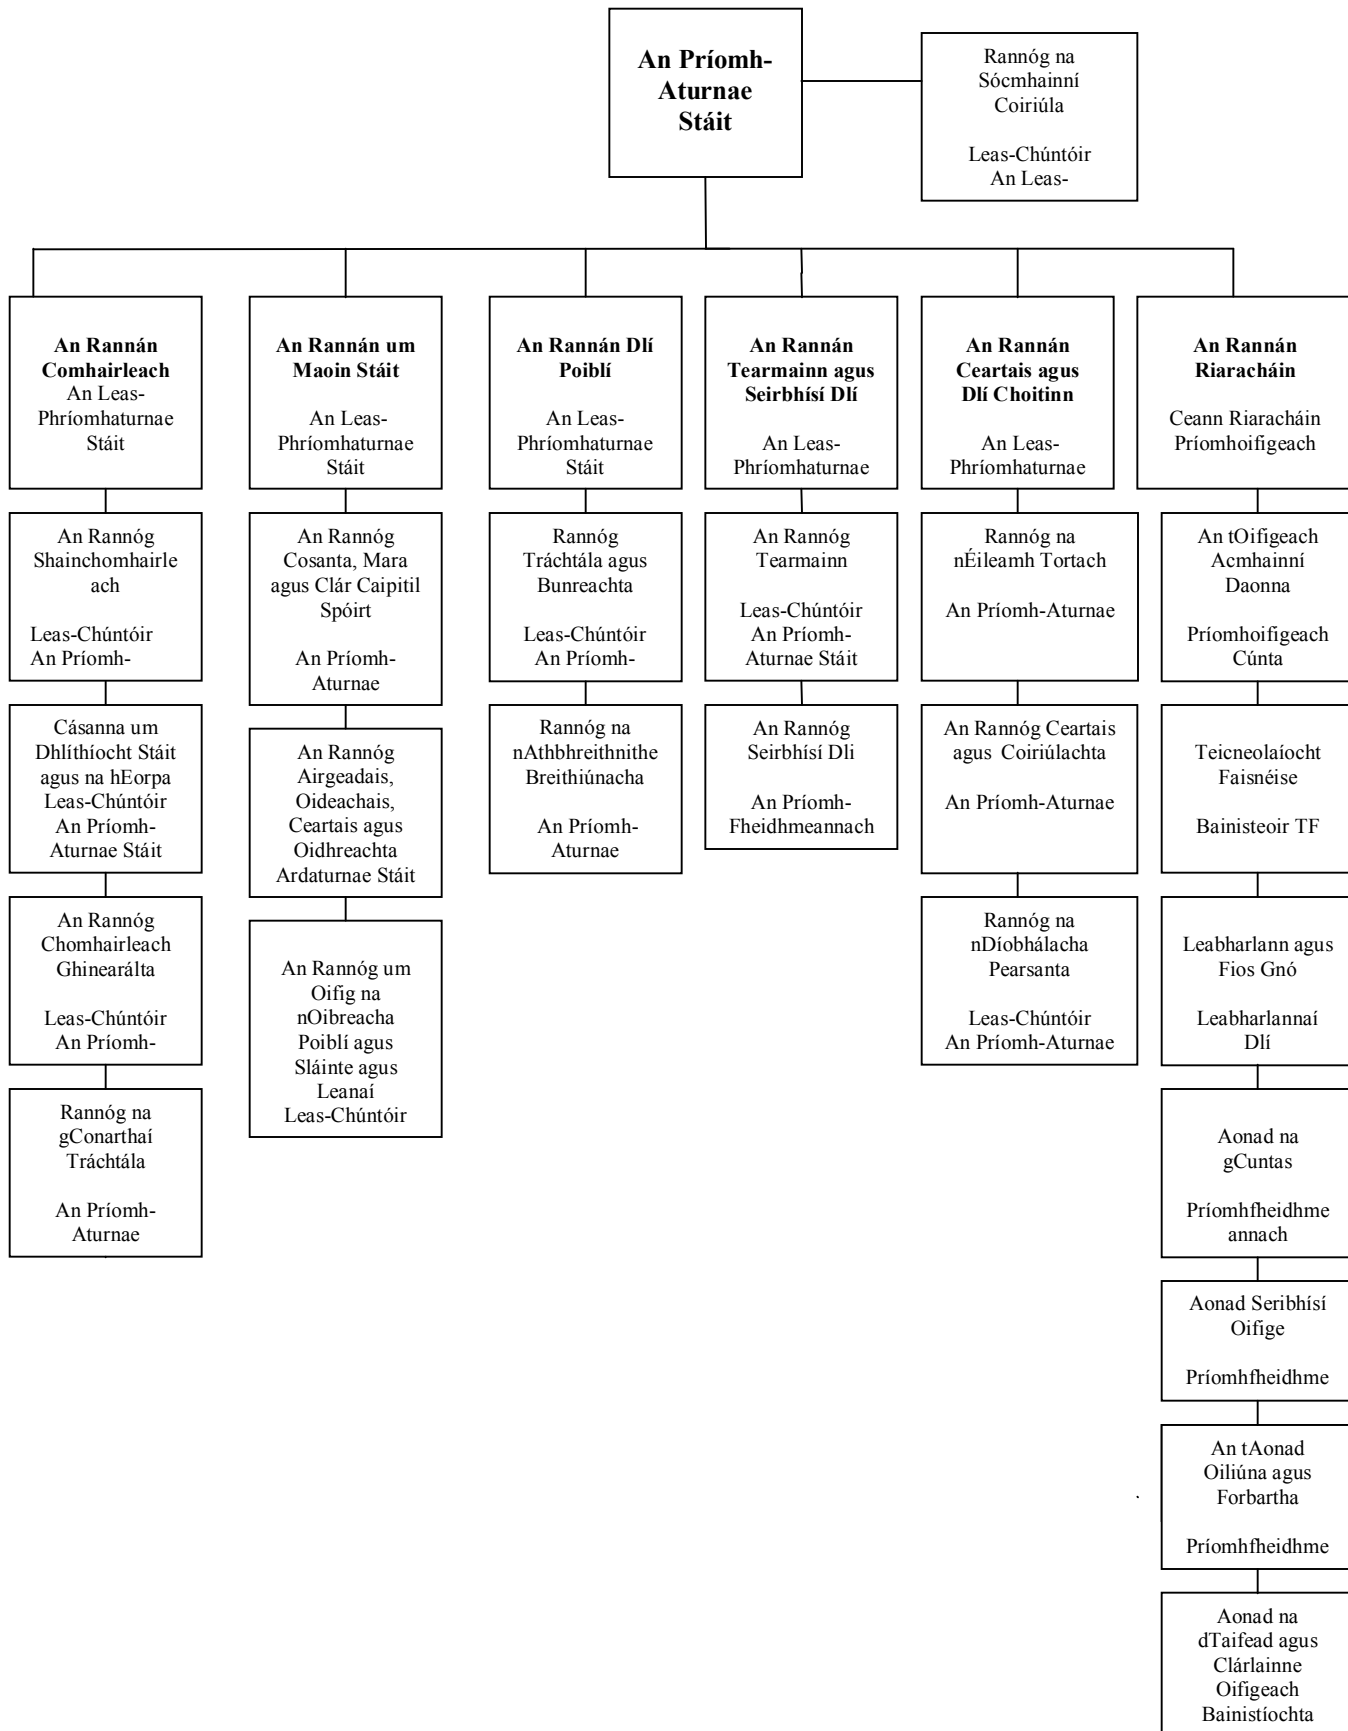 An Príomh-
Aturnae
Stáit
Rannóg na
Sócmhainní
Coiriúla
Leas-Chúntóir
An Leas-
An Rannán
Comhairleach
An Leas-
Phríomhaturnae
Stáit
An Rannóg
Shainchomhairle
ach
Leas-Chúntóir
An Príomh-
Cásanna um
Dhlíthíocht Stáit
agus na hEorpa
Leas-Chúntóir
An Príomh-
Aturnae Stáit
An Rannóg
Chomhairleach
Ghinearálta
Leas-Chúntóir
An Príomh-
Rannóg na
gConarthaí
Tráchtála
An Príomh-
Aturnae
An Rannán um
Maoin Stáit
An Leas-
Phríomhaturnae
Stáit
An Rannóg
Cosanta, Mara
agus Clár Caipitil
Spóirt
An Príomh-
Aturnae
An Rannóg
Airgeadais,
Oideachais,
Ceartais agus
Oidhreachta
Ardaturnae Stáit
An Rannóg um
Oifig na
nOibreacha
Poiblí agus
Sláinte agus
Leanaí
Leas-Chúntóir
An Rannán Dlí
Poiblí
An Leas-
Phríomhaturnae
Stáit
Rannóg
Tráchtála agus
Bunreachta
Leas-Chúntóir
An Príomh-
Rannóg na
nAthbhreithnithe
Breithiúnacha
An Príomh-
Aturnae
An Rannán
Tearmainn agus
Seirbhísí Dlí
An Leas-
Phríomhaturnae
An Rannóg
Tearmainn
Leas-Chúntóir
An Príomh-
Aturnae Stáit
An Rannóg
Seirbhísí Dli
An Príomh-
Fheidhmeannach
An Rannán
Ceartais agus
Dlí Choitinn
An Leas-
Phríomhaturnae
Rannóg na
nÉileamh Tortach
An Príomh-Aturnae
An Rannóg Ceartais
agus Coiriúlachta
An Príomh-Aturnae
Rannóg na
nDíobhálacha
Pearsanta
Leas-Chúntóir
An Príomh-Aturnae
An Rannán
Riaracháin
Ceann Riaracháin
Príomhoifigeach
An tOifigeach
Acmhainní
Daonna
Príomhoifigeach
Cúnta
Teicneolaíocht
Faisnéise
Bainisteoir TF
Leabharlann agus
Fios Gnó
Leabharlannaí
Dlí
Aonad na
gCuntas
Príomhfheidhme
annach
Aonad Seribhísí
Oifige
Príomhfheidhme
An tAonad
Oiliúna agus
Forbartha
Príomhfheidhme
Aonad na
dTaifead agus
Clárlainne
Oifigeach
Bainistíochta